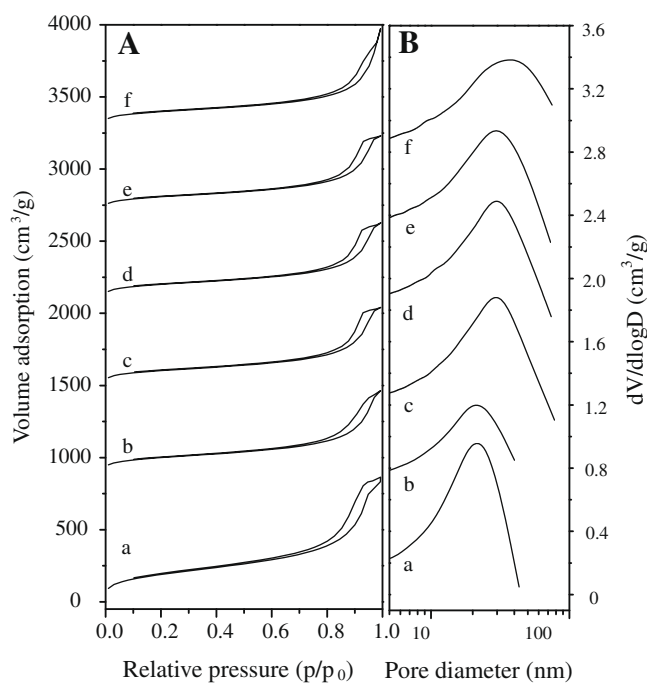 A
B
4000
3500
3000
2500
2000
1500
1000
500
0
Volume adsorption (cm³/g)
f
e
d
c
b
a
0.0
0.2
0.4
0.6
0.8
1.0
Relative pressure (p/p₀)
f
e
d
c
b
a
10
100
Pore diameter (nm)
3.6
3.2
2.8
2.4
2.0
1.6
1.2
0.8
0.4
0
dV/dlogD (cm³/g)